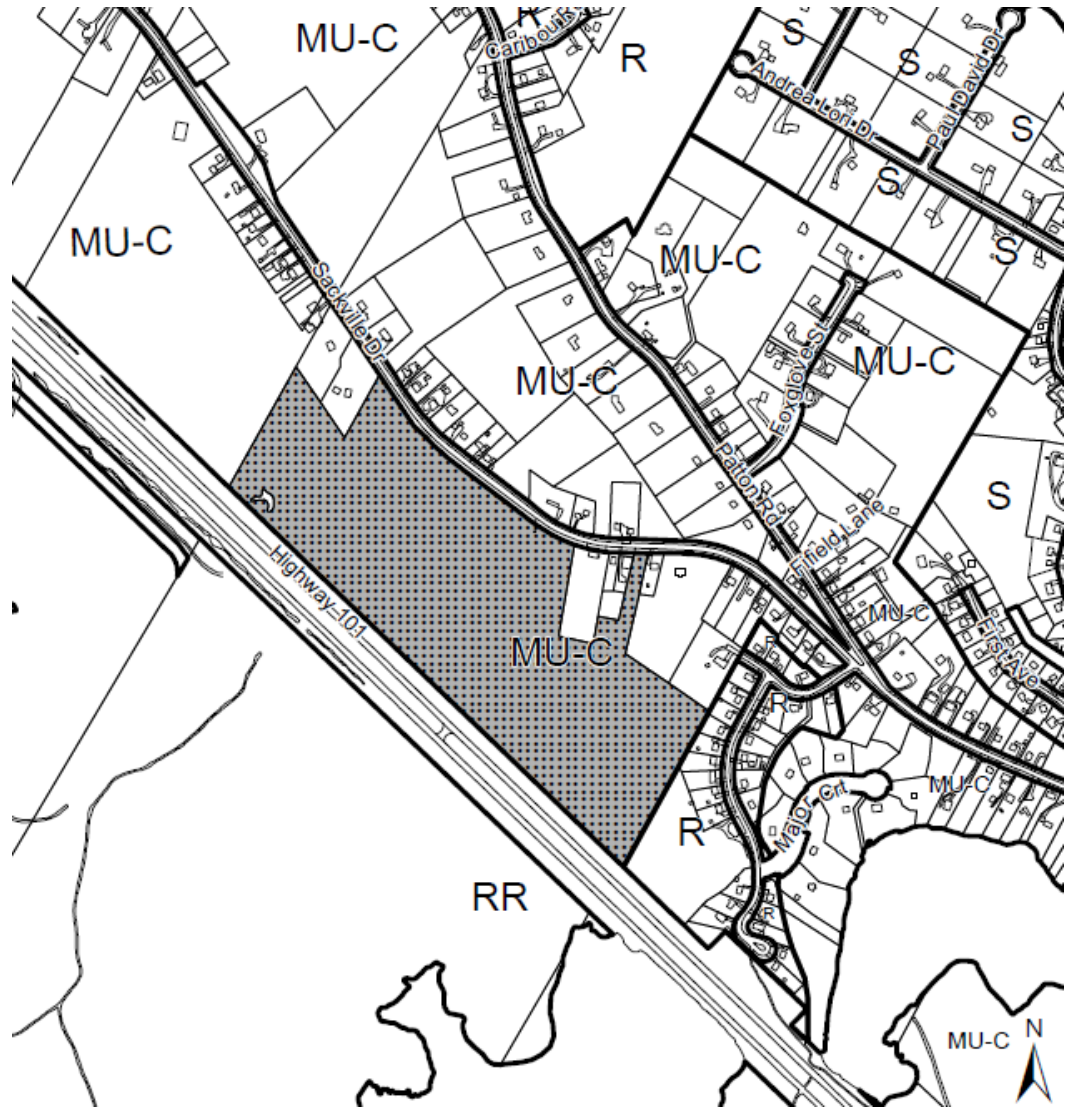 R
Caribou R
MU-C
R
S
S
Andrea Lori Dr
Paul David Dr
S
S
S
MU-C
MU-C
Sackville Dr
Foxglove St
MU-C
MU-C
Patton Rd
S
Fifield Lane
Highway 101
MU-C
First Ave
MU-C
R
R
MU-C
Major Crt
R
RR
R
MU-C
N